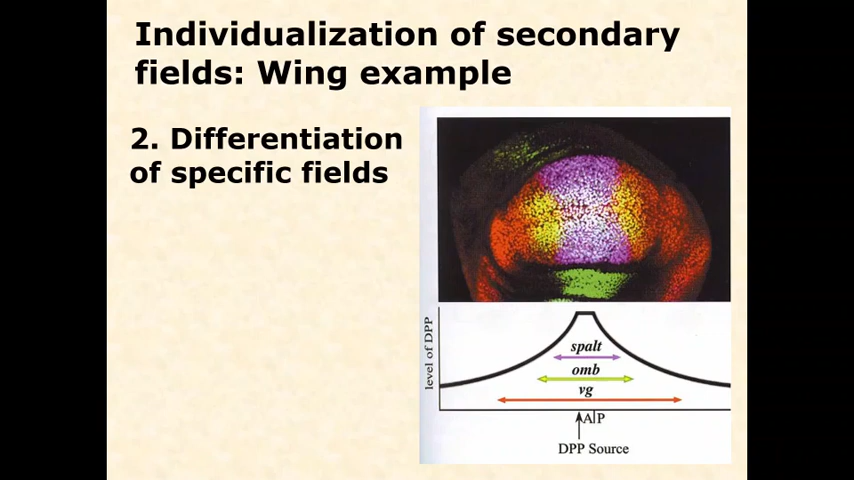 Individualization of secondary
fields: Wing example
2. Differentiation
of specific fields
level of DPP
spalt
omb
vg
A|P
DPP Source